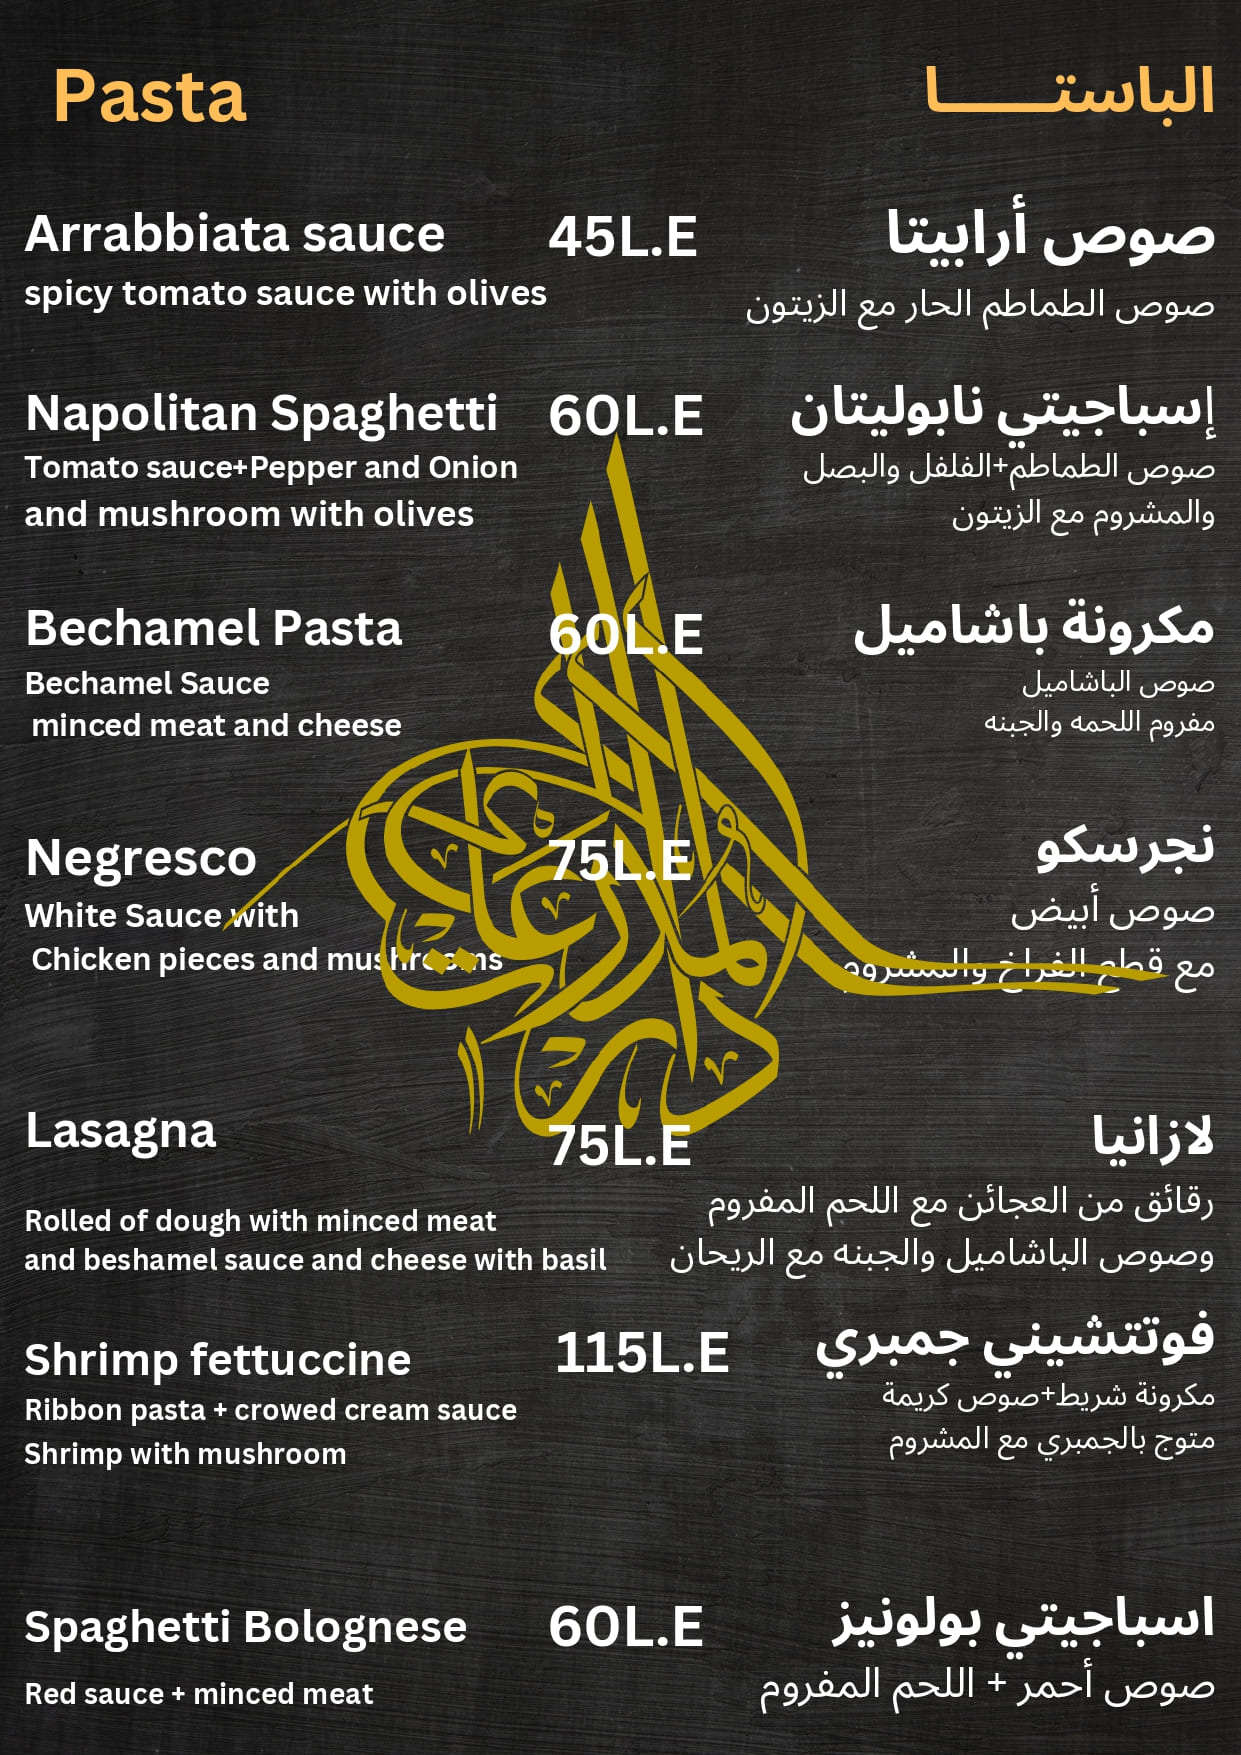 Pasta
الباستـــــا
Arrabbiata sauce
45L.E
صوص أرابيتا
spicy tomato sauce with olives
صوص الطماطم الحار مع الزيتون
Napolitan Spaghetti
60L.E
إسباجيتي نابوليتان
Tomato sauce+Pepper and Onion
and mushroom with olives
صوص الطماطم+الفلفل والبصل
والمشروم مع الزيتون
Bechamel Pasta
60L.E
مكرونة باشاميل
Bechamel Sauce
minced meat and cheese
صوص الباشاميل
مفروم اللحمه والجبنه
Negresco
75L.E
نجرسكو
White Sauce with
Chicken pieces and mushrooms
صوص أبيض
مع قطع الفراخ والمشروم
Lasagna
75L.E
لازانيا
Rolled of dough with minced meat
and beshamel sauce and cheese with basil
رقائق من العجائن مع اللحم المفروم
وصوص الباشاميل والجبنه مع الريحان
Shrimp fettuccine
115L.E
فوتتشيني جمبري
Ribbon pasta + crowed cream sauce
Shrimp with mushroom
مكرونة شريط+صوص كريمة
متوج بالجمبري مع المشروم
Spaghetti Bolognese
60L.E
اسباجيتي بولونيز
Red sauce + minced meat
صوص أحمر + اللحم المفروم